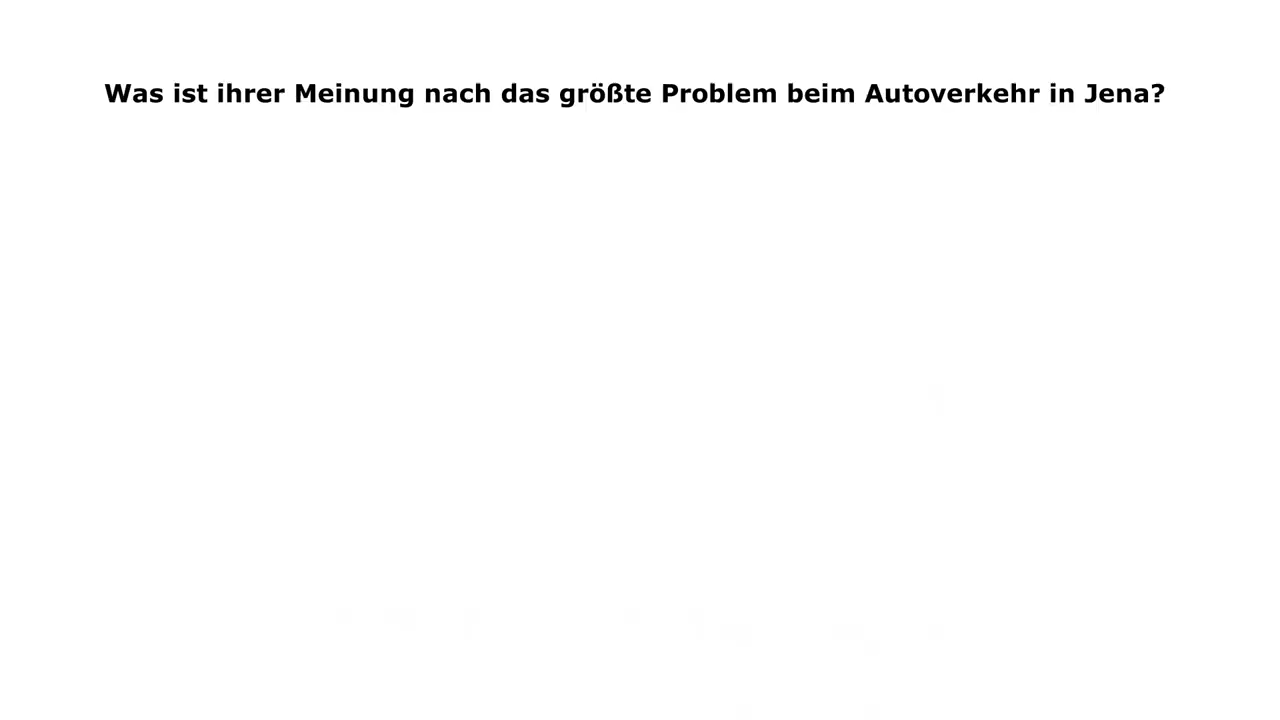 Was ist ihrer Meinung nach das größte Problem beim Autoverkehr in Jena?